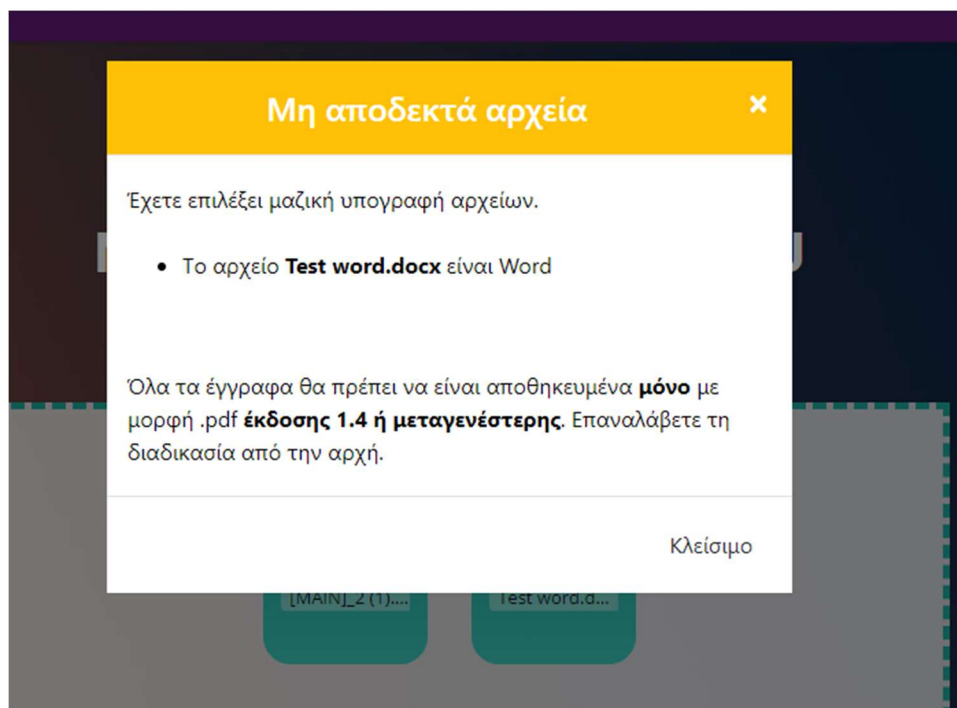 Μη αποδεκτά αρχεία ×
Έχετε επιλέξει μαζική υπογραφή αρχείων.
• Το αρχείο Test word.docx είναι Word
Όλα τα έγγραφα θα πρέπει να είναι αποθηκευμένα μόνο με
μορφή .pdf έκδοσης 1.4 ή μεταγενέστερης. Επαναλάβετε τη
διαδικασία από την αρχή.
Κλείσιμο
[MAIN]_2 (1).... Test word.d...